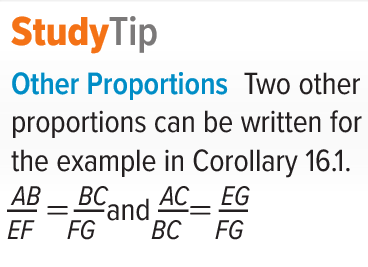 StudyTip
Other Proportions Two other
proportions can be written for
the example in Corollary 16.1.
AB/EF = BC/FG and AC/BC = EG/FG